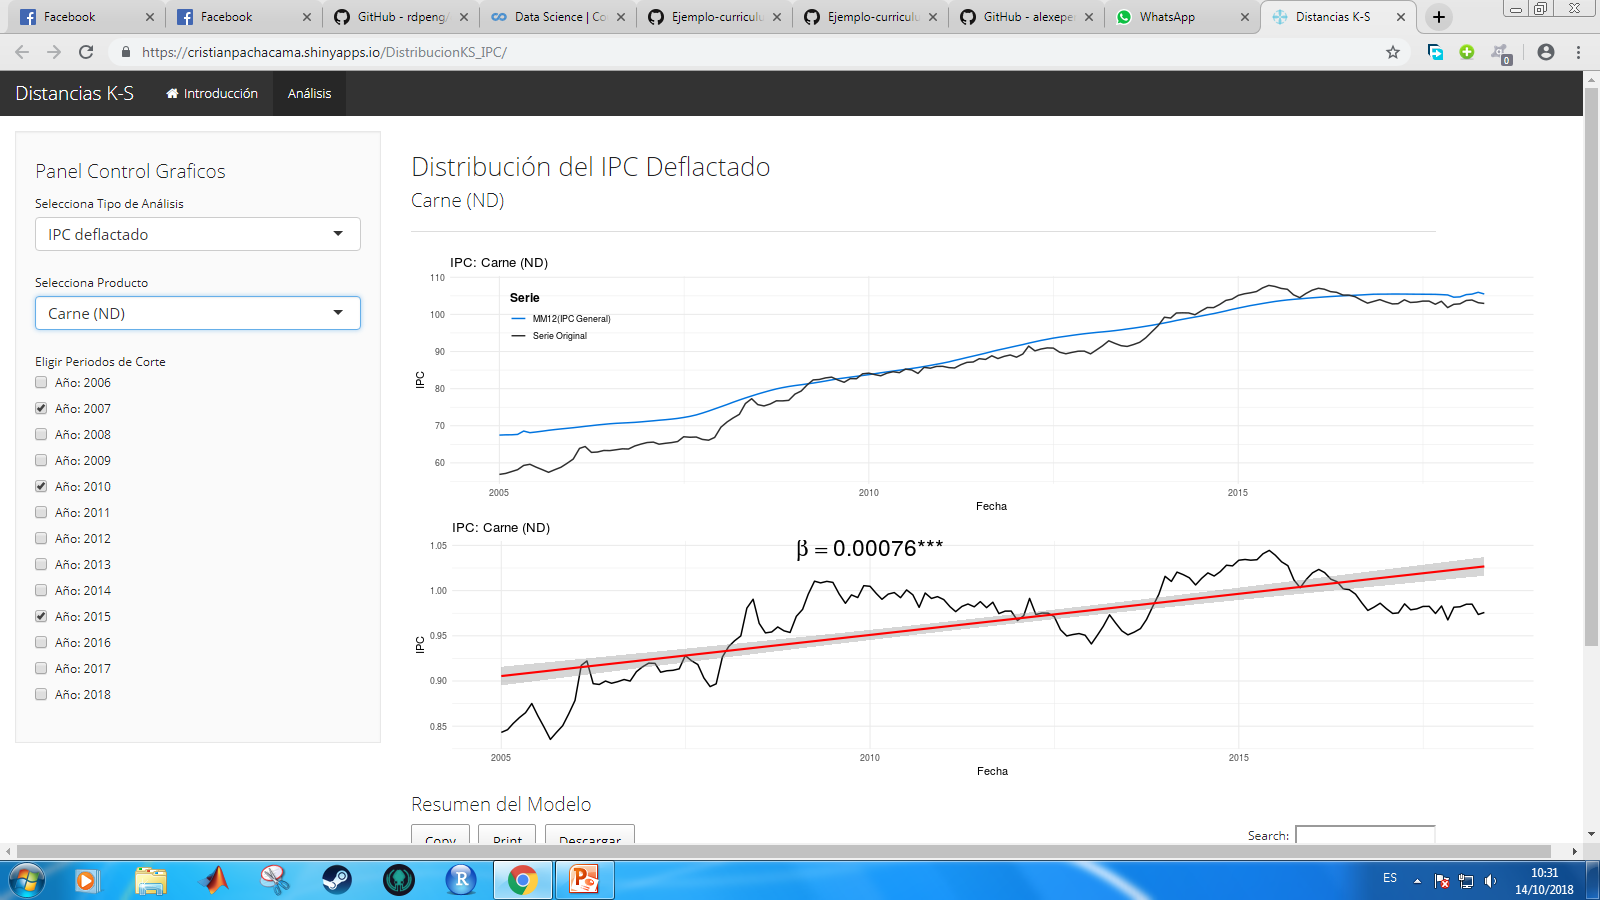 Facebook
Facebook
GitHub - rdpeng/
Data Science | Co
Ejemplo-curriculu
Ejemplo-curriculu
GitHub - alexepe
WhatsApp
Distancias K-S
https://cristianpachacama.shinyapps.io/DistribucionKS_IPC/
0
Distancias K-S
Introducción
Análisis
Panel Control Graficos
Selecciona Tipo de Análisis
IPC deflactado
Selecciona Producto
Carne (ND)
Eligir Periodos de Corte
Año: 2006
Año: 2007
Año: 2008
Año: 2009
Año: 2010
Año: 2011
Año: 2012
Año: 2013
Año: 2014
Año: 2015
Año: 2016
Año: 2017
Año: 2018
Distribución del IPC Deflactado
Carne (ND)
IPC: Carne (ND)
110
100
90
80
70
60
IPC
Serie
MM12(IPC General)
Serie Original
2005
2010
2015
Fecha
IPC: Carne (ND)
β = 0.00076***
1.05
1.00
0.95
0.90
0.85
IPC
2005
2010
2015
Fecha
Resumen del Modelo
Copy
Print
Descargar
Search:
ES
10:31
14/10/2018